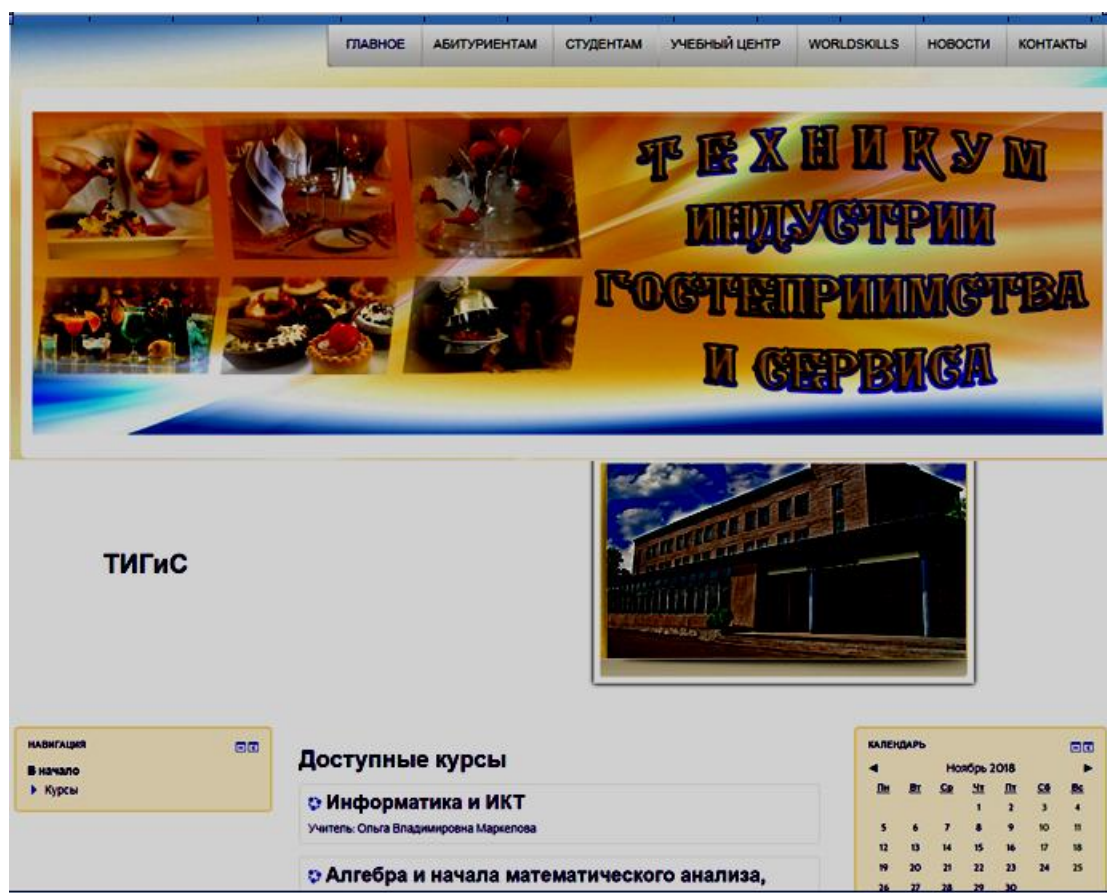 ГЛАВНОЕ АБИТУРИЕНТАМ СТУДЕНТАМ УЧЕБНЫЙ ЦЕНТР WORLDSKILLS НОВОСТИ КОНТАКТЫ
ТЕХНИКУМ
ИНДУСТРИИ
ГОСТЕПРИИМСТВА
И СЕРВИСА
ТИГиС
НАВИГАЦИЯ
В начало
Курсы
Доступные курсы
Информатика и ИКТ
Учитель: Ольга Владимировна Маркелова
Алгебра и начала математического анализа,
КАЛЕНДАРЬ
◄ Ноябрь 2018 ►
Пн Вт Ср Чт Пт Сб Вс
1 2 3 4
5 6 7 8 9 10 11
12 13 14 15 16 17 18
19 20 21 22 23 24 25
26 27 28 29 30